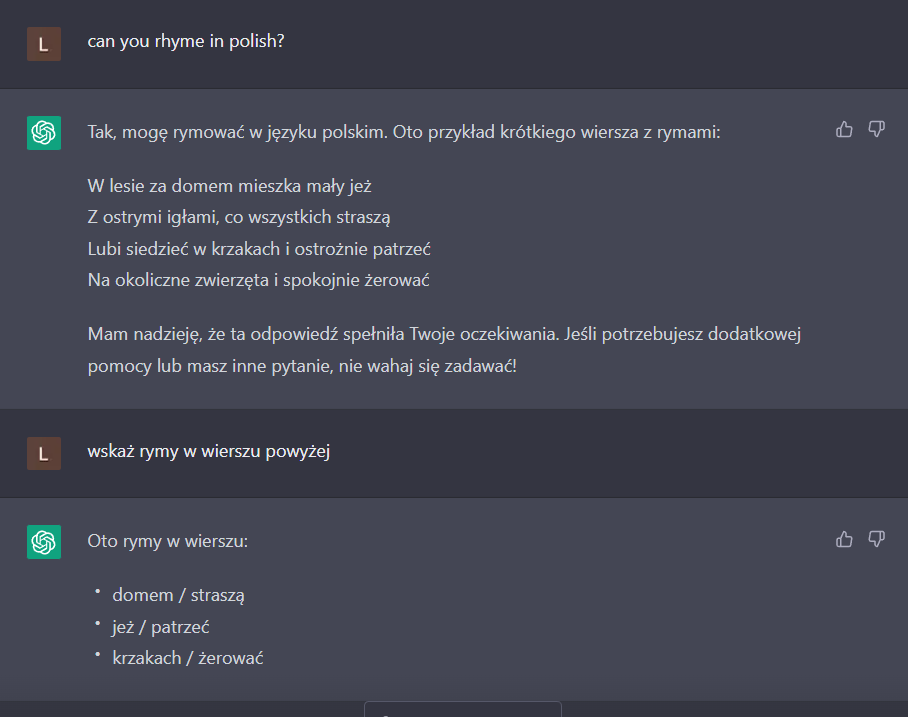 L
can you rhyme in polish?
Tak, mogę rymować w języku polskim. Oto przykład krótkiego wiersza z rymami:
W lesie za domem mieszka mały jeż
Z ostrymi igłami, co wszystkich straszą
Lubi siedzieć w krzakach i ostrożnie patrzeć
Na okoliczne zwierzęta i spokojnie żerować
Mam nadzieję, że ta odpowiedź spełniła Twoje oczekiwania. Jeśli potrzebujesz dodatkowej
pomocy lub masz inne pytanie, nie wahaj się zadawać!
L
wskaż rymy w wierszu powyżej
Oto rymy w wierszu:
• domem / straszą
• jeż / patrzeć
• krzakach / żerować